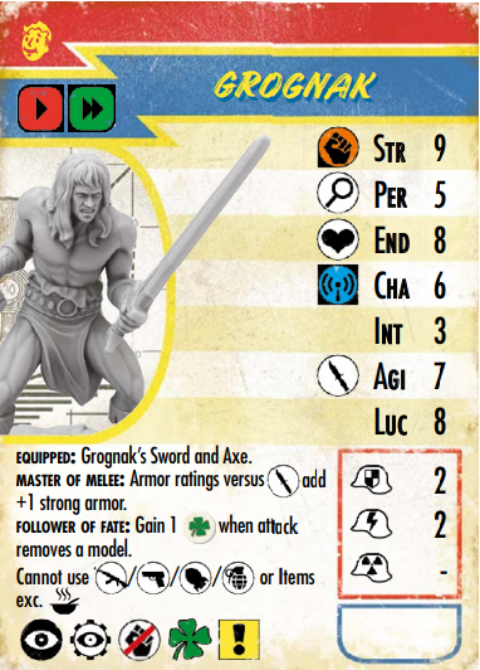 GROGNAK
STR 9
PER 5
END 8
CHA 6
INT 3
AGI 7
LUC 8
EQUIPPED: Grognak's Sword and Axe.
MASTER OF MELEE: Armor ratings versus add
+1 strong armor.
FOLLOWER OF FATE: Gain 1 when attack
removes a model.
Cannot use / / / or Items
exc.
2
2
-
!